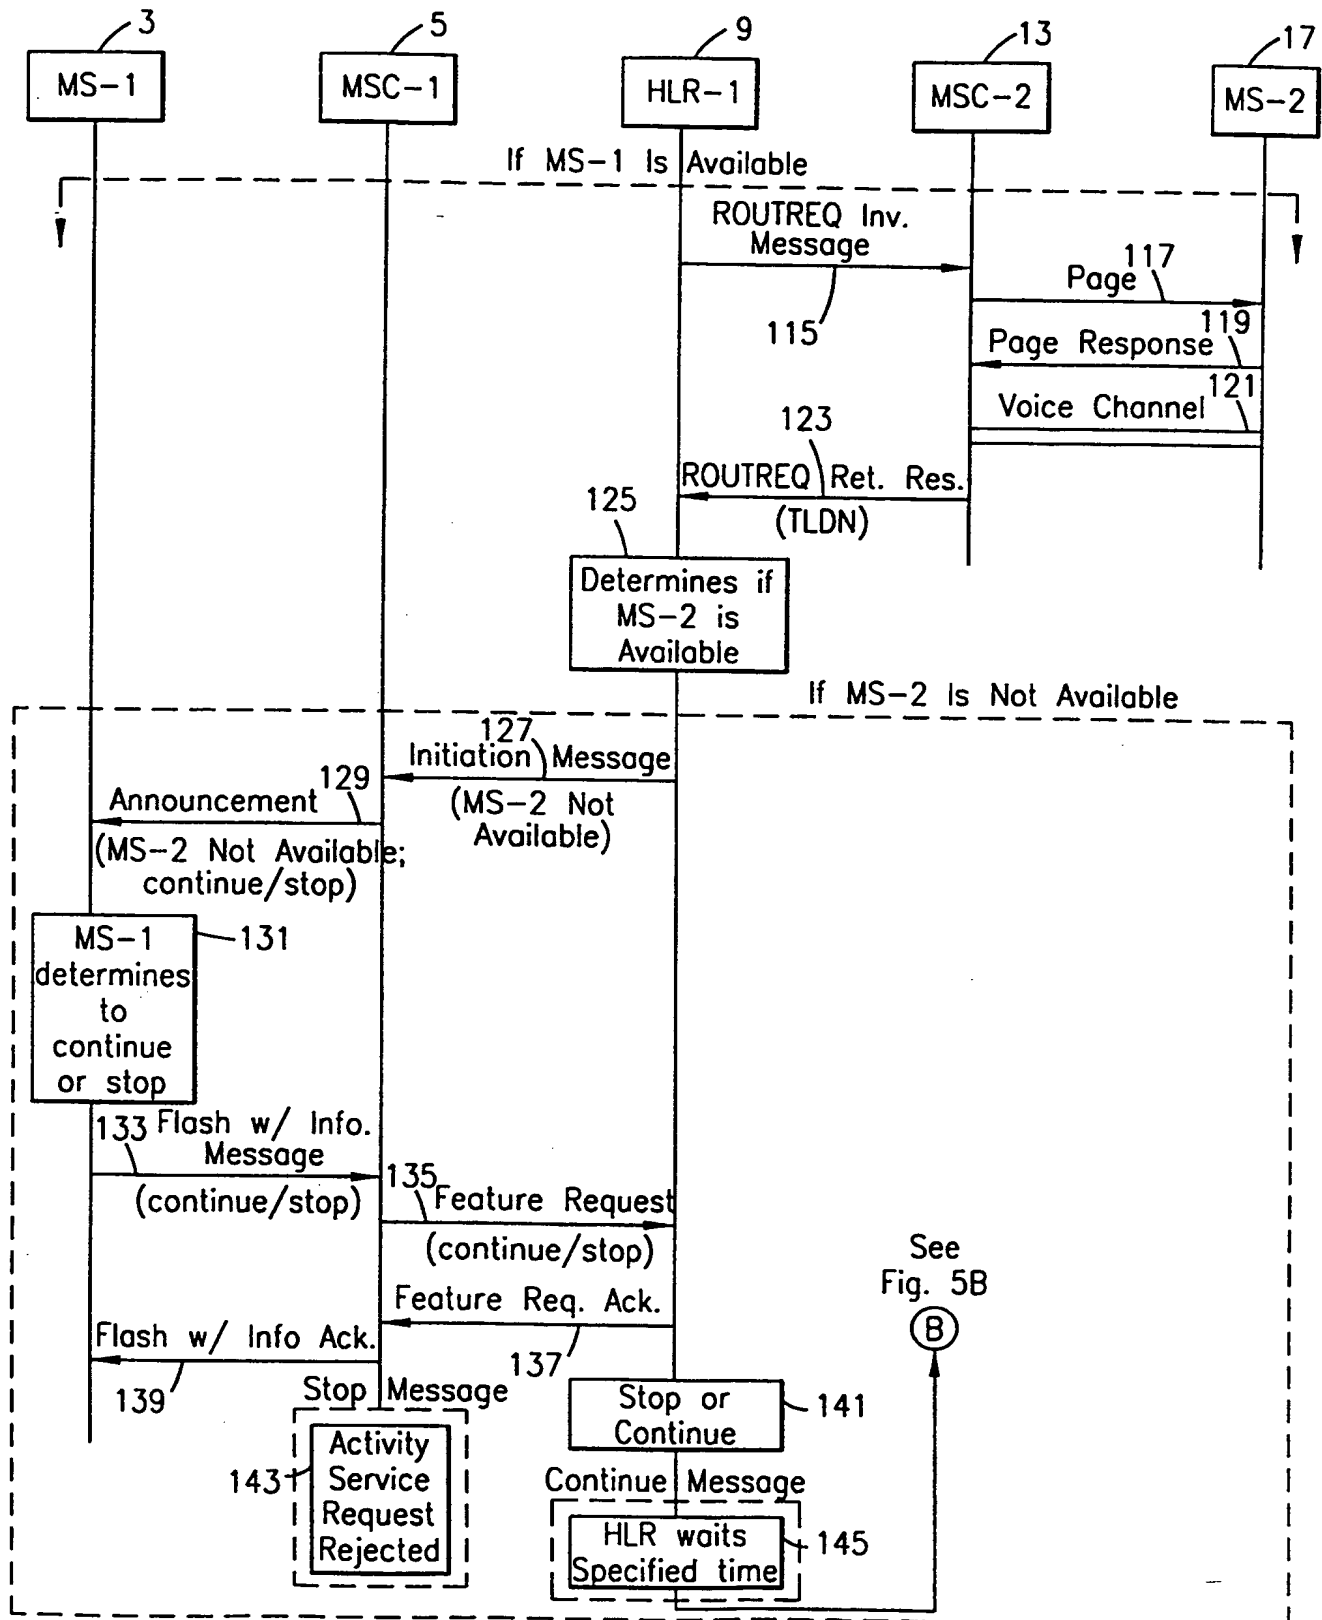 3
5
9
13
17
MS-1
MSC-1
HLR-1
MSC-2
MS-2
If MS-1 Is Available
ROUTREQ Inv.
Message
115
Page
117
Page Response
119
Voice Channel
121
123
ROUTREQ Ret. Res.
(TLDN)
125
Determines if
MS-2 is
Available
If MS-2 Is Not Available
127
Initiation Message
(MS-2 Not
Available)
129
Announcement
(MS-2 Not Available;
continue/stop)
MS-1
determines
to
continue
or stop
131
133
Flash w/ Info.
Message
(continue/stop)
135
Feature Request
(continue/stop)
Feature Req. Ack.
137
Flash w/ Info Ack.
139
See
Fig. 5B
B
Stop Message
Activity
Service
Request
Rejected
143
Stop or
Continue
141
Continue Message
HLR waits
Specified time
145